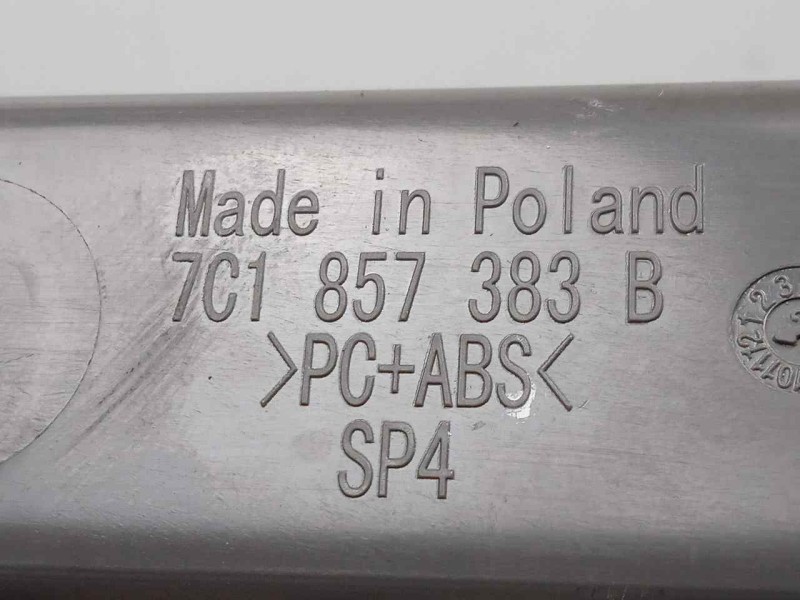 Made in Poland
7C1 857 383 B
>PC+ABS<
SP4